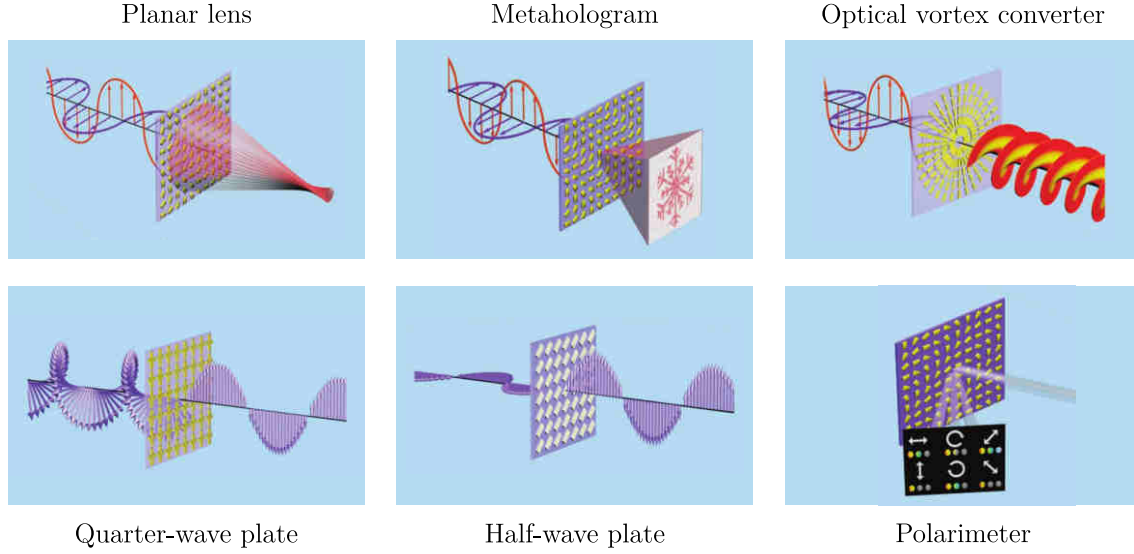 Planar lens
Metahologram
Optical vortex converter
Quarter-wave plate
Half-wave plate
Polarimeter